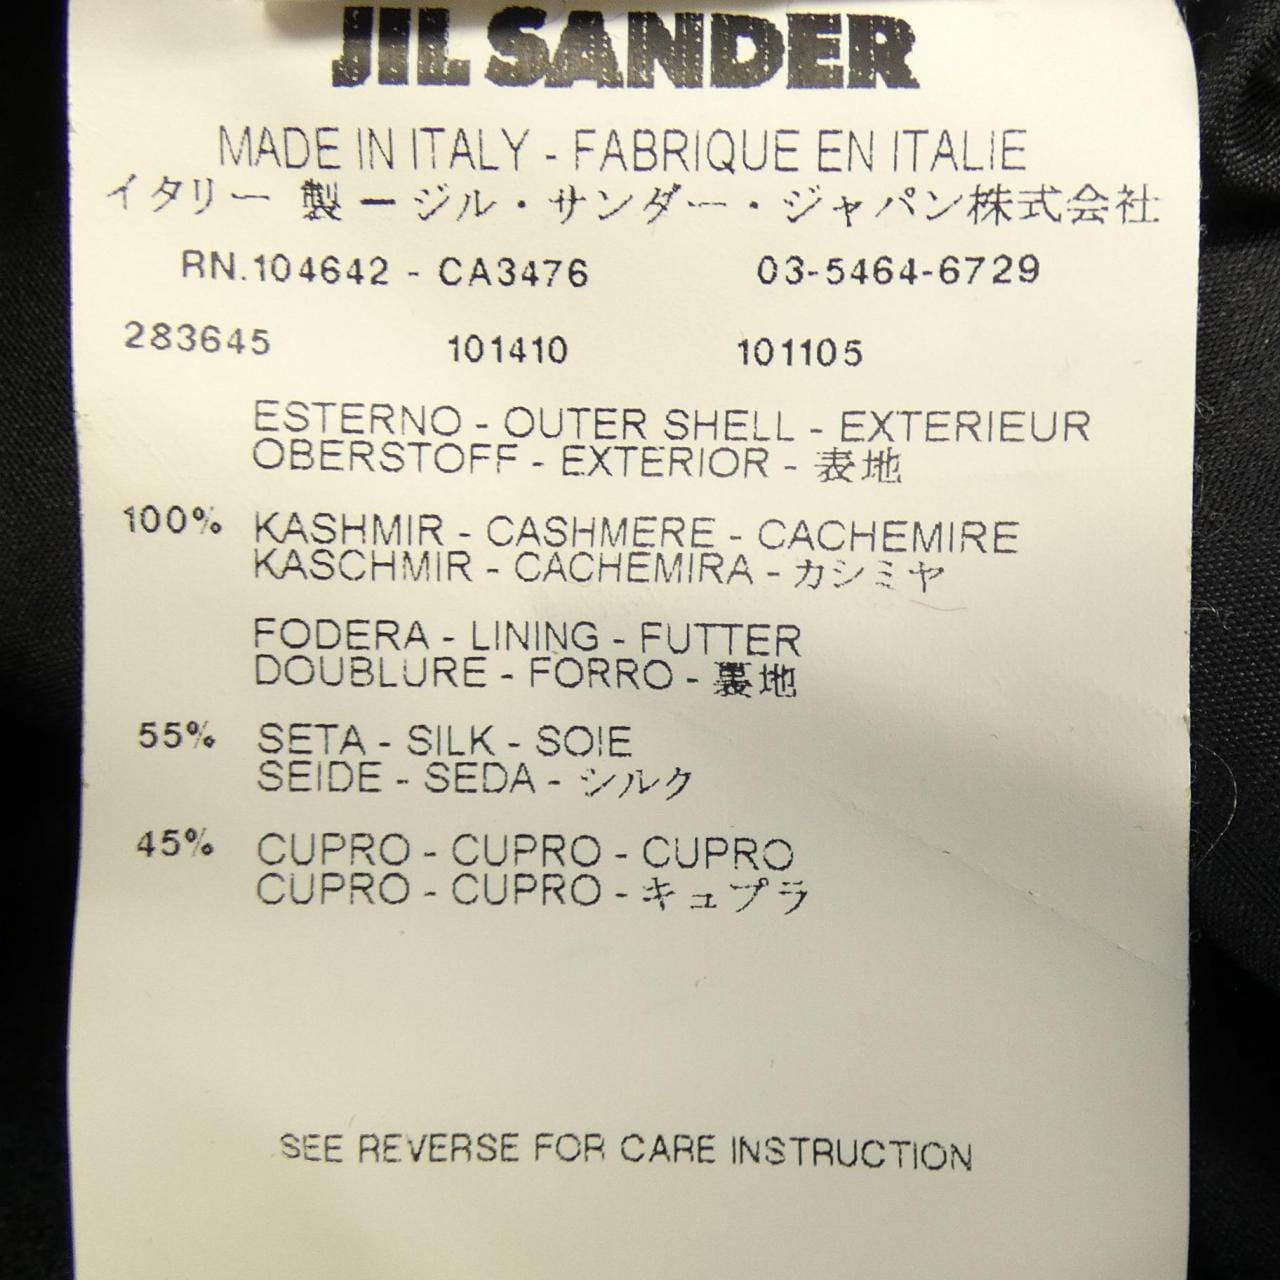 JIL SANDER
MADE IN ITALY - FABRIQUE EN ITALIE
イタリー 製 ー ジル・サンダー・ジャパン株式会社
RN.104642 - CA3476 03-5464-6729
283645 101410 101105
ESTERNO - OUTER SHELL - EXTERIEUR
OBERSTOFF - EXTERIOR - 表地
100% KASHMIR - CASHMERE - CACHEMIRE
KASCHMIR - CACHEMIRA - カシミヤ
FODERA - LINING - FUTTER
DOUBLURE - FORRO - 裏地
55% SETA - SILK - SOIE
SEIDE - SEDA - シルク
45% CUPRO - CUPRO - CUPRO
CUPRO - CUPRO - キュプラ
SEE REVERSE FOR CARE INSTRUCTION